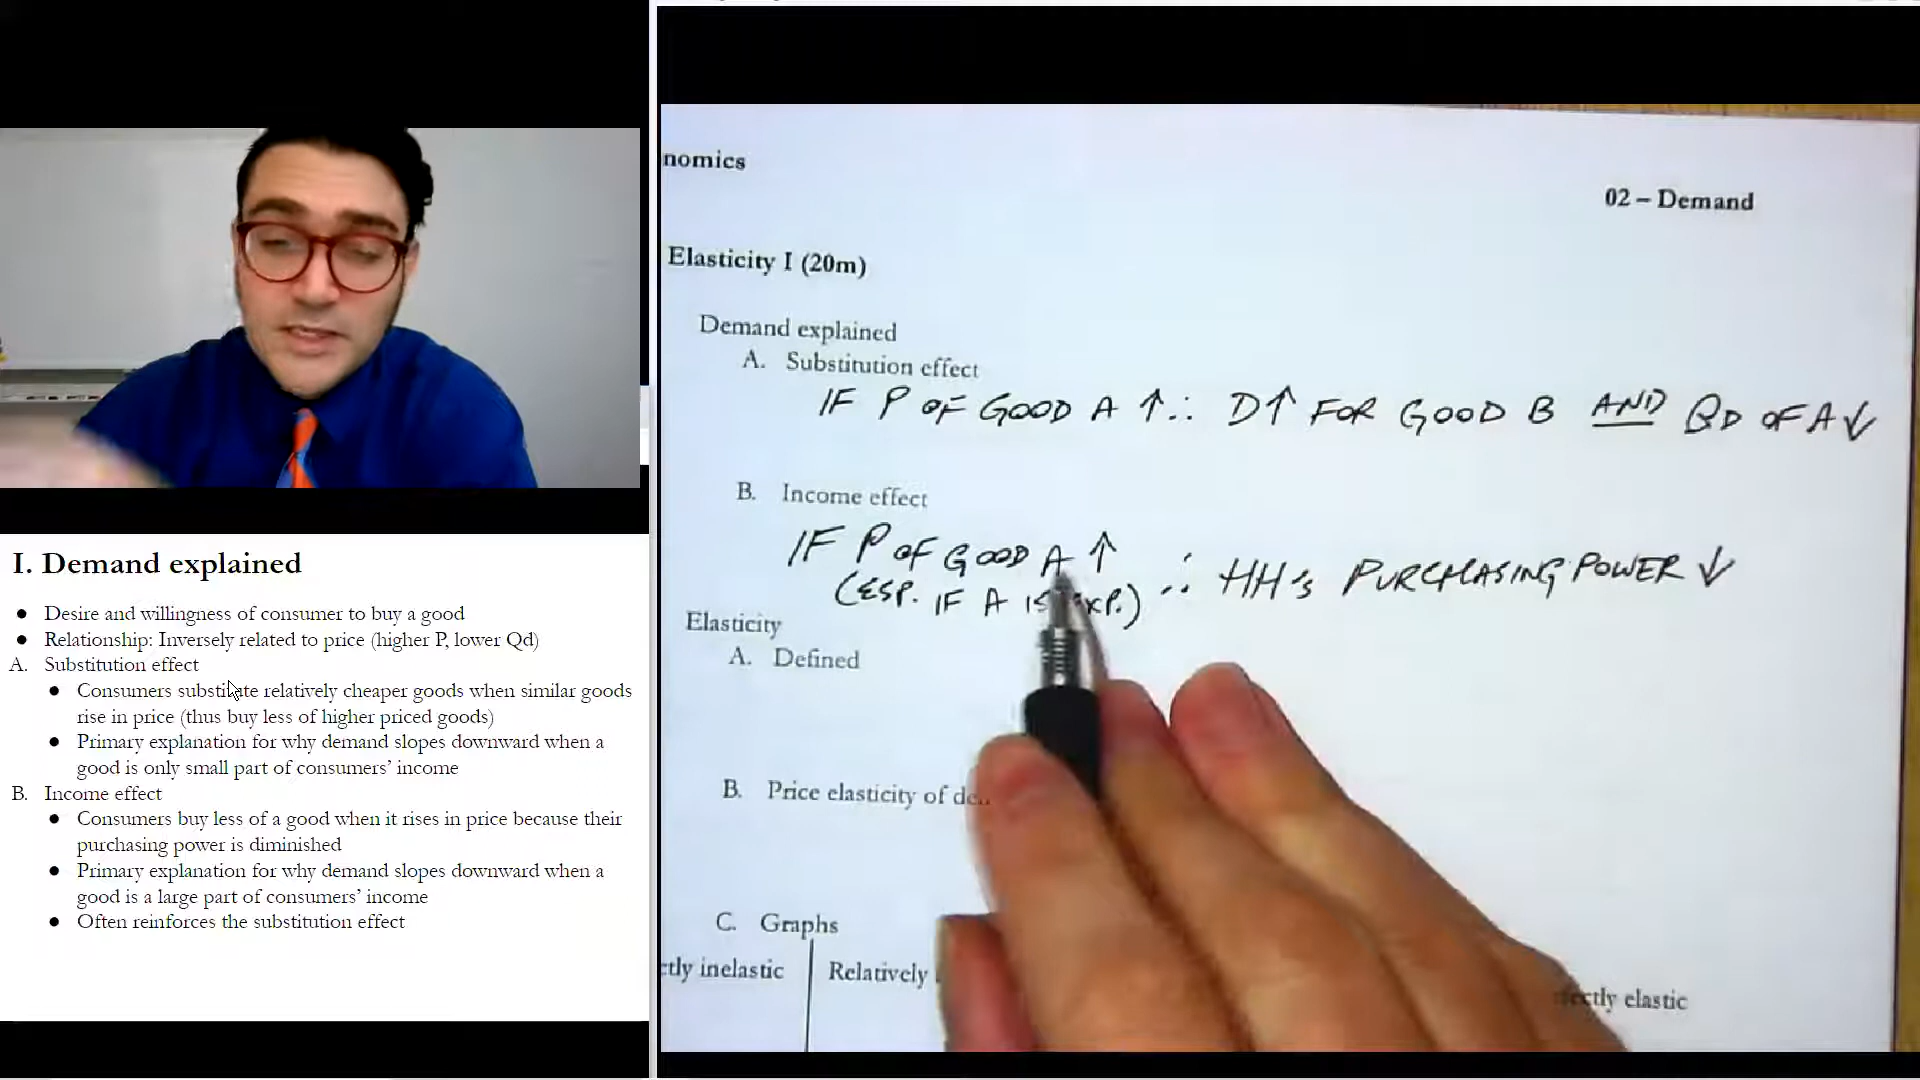 I. Demand explained
● Desire and willingness of consumer to buy a good
● Relationship: Inversely related to price (higher P, lower Qd)
A. Substitution effect
● Consumers substitute relatively cheaper goods when similar goods
rise in price (thus buy less of higher priced goods)
● Primary explanation for why demand slopes downward when a
good is only small part of consumers' income
B. Income effect
● Consumers buy less of a good when it rises in price because their
purchasing power is diminished
● Primary explanation for why demand slopes downward when a
good is a large part of consumers' income
● Often reinforces the substitution effect
nomics
02 – Demand
Elasticity I (20m)
Demand explained
A. Substitution effect
IF P OF GOOD A ↑ ∴ D↑ FOR GOOD B AND QD OF A↓
B. Income effect
IF P OF GOOD A ↑
(ESP. IF A IS EXP.) ∴ HH's PURCHASING POWER ↓
Elasticity
A. Defined
B. Price elasticity of
C. Graphs
inelastic
Relatively
elastic